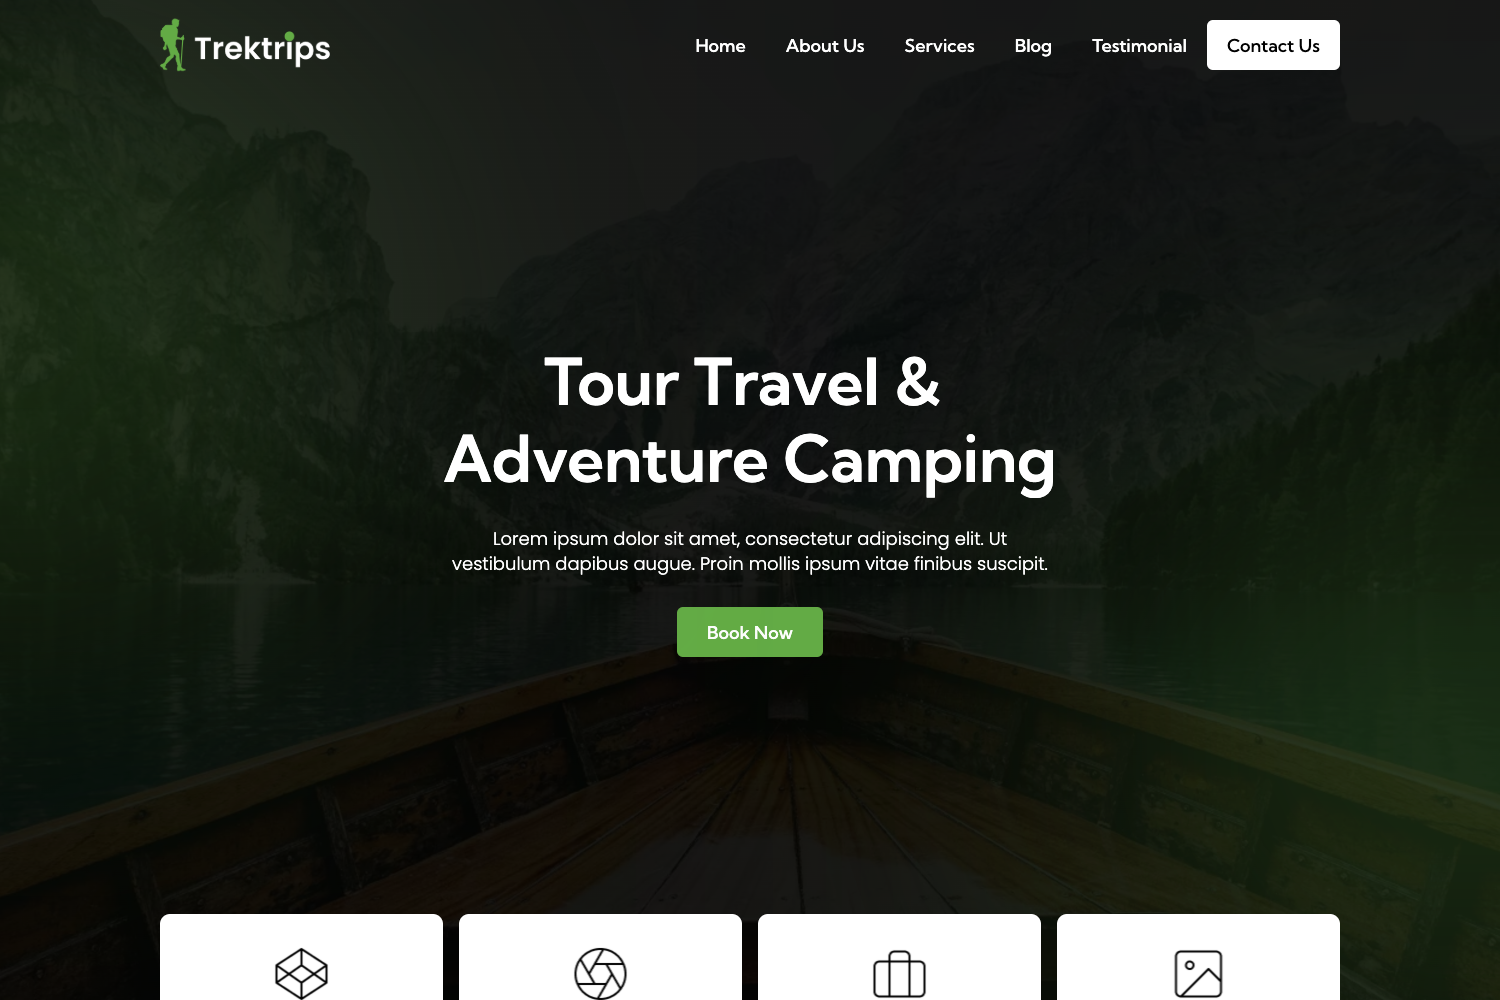 Trektrips
Home
About Us
Services
Blog
Testimonial
Contact Us
Tour Travel &
Adventure Camping
Lorem ipsum dolor sit amet, consectetur adipiscing elit. Ut
vestibulum dapibus augue. Proin mollis ipsum vitae finibus suscipit.
Book Now